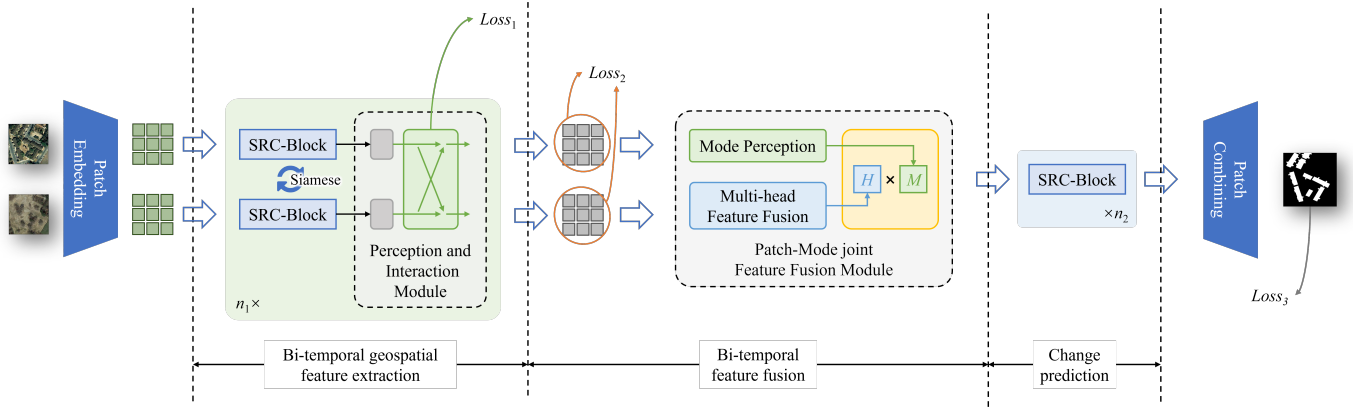 Patch
Embedding
SRC-Block
Siamese
SRC-Block
Perception and
Interaction
Module
n1×
Loss1
Loss2
Mode Perception
Multi-head
Feature Fusion
H × M
Patch-Mode joint
Feature Fusion Module
SRC-Block
×n2
Patch
Combining
Loss3
Bi-temporal geospatial
feature extraction
Bi-temporal
feature fusion
Change
prediction